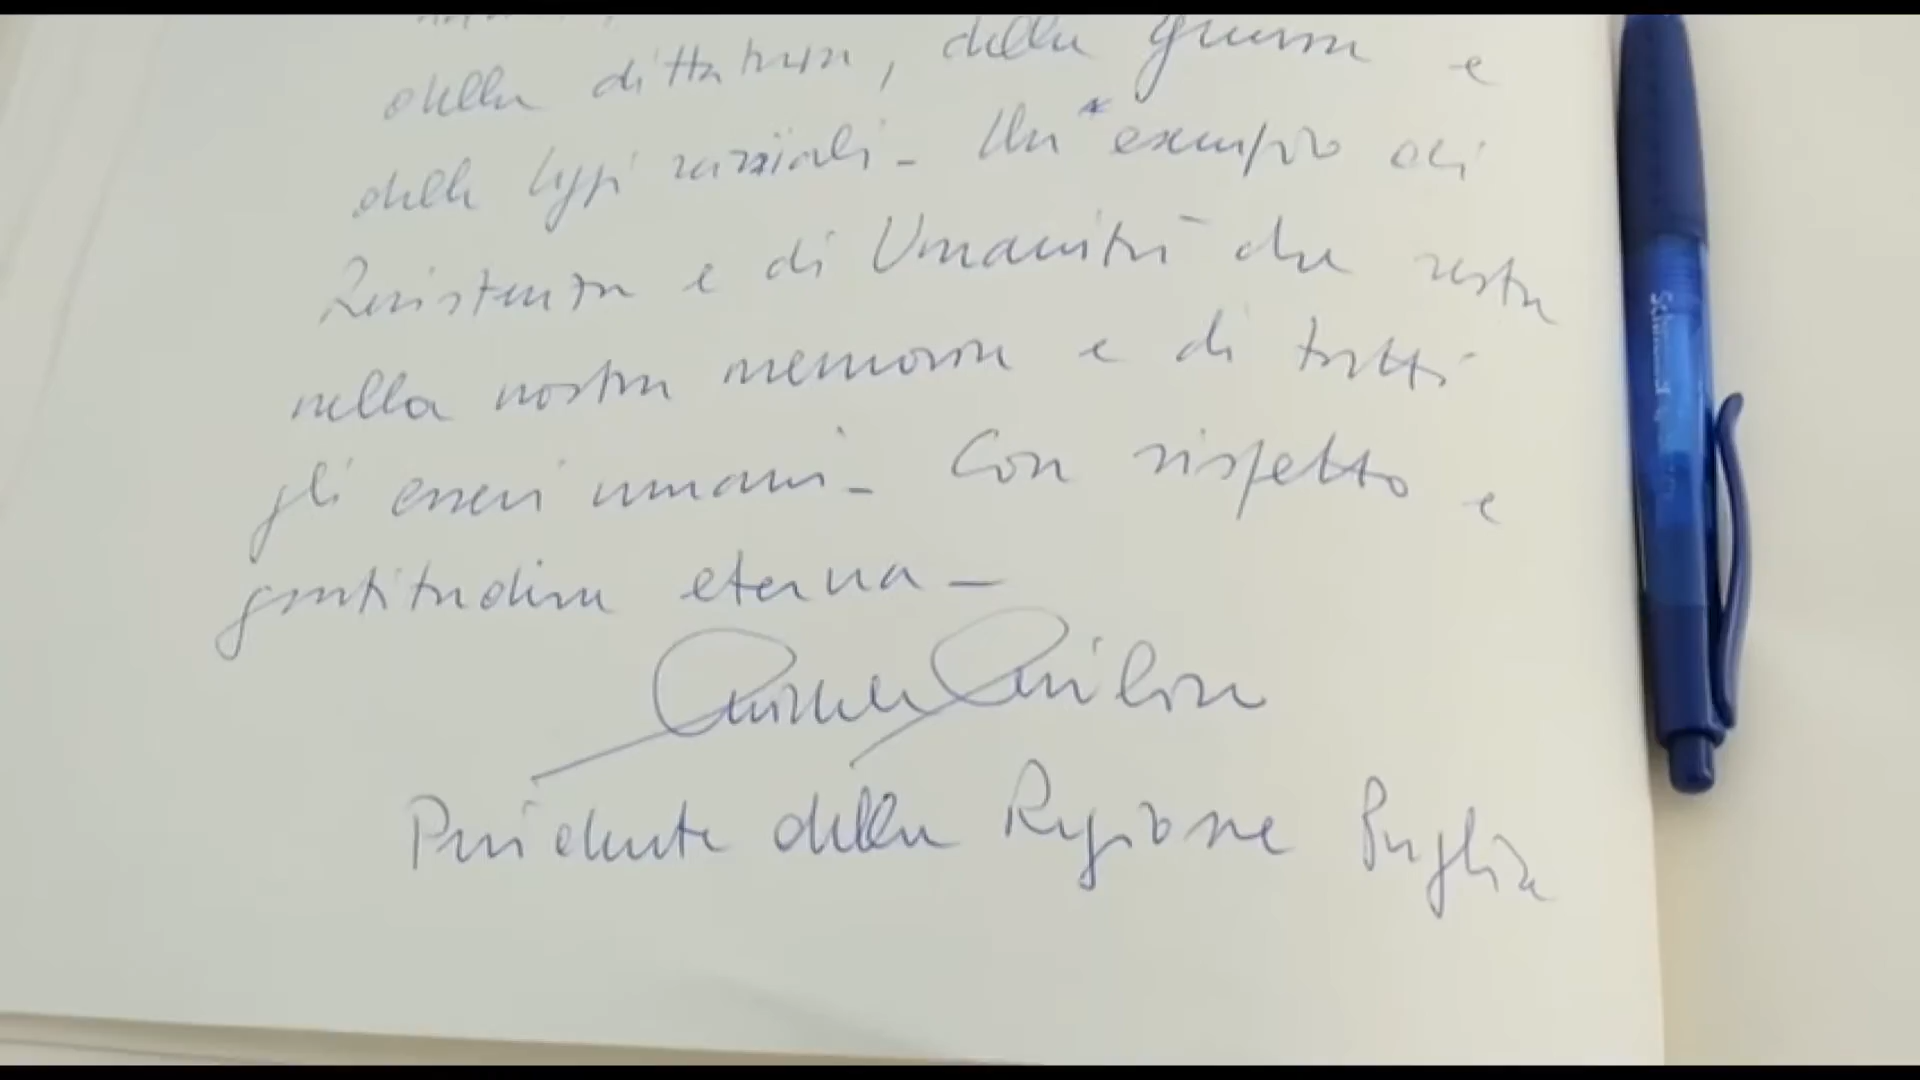 della dittatura, della guerra e
delle leggi razziali - Un esempio di
Resistenza e di Umanità che resta
nella nostra memoria e di tutti
gli esseri umani - Con rispetto e
gratitudine eterna -
Presidente della Regione Puglia